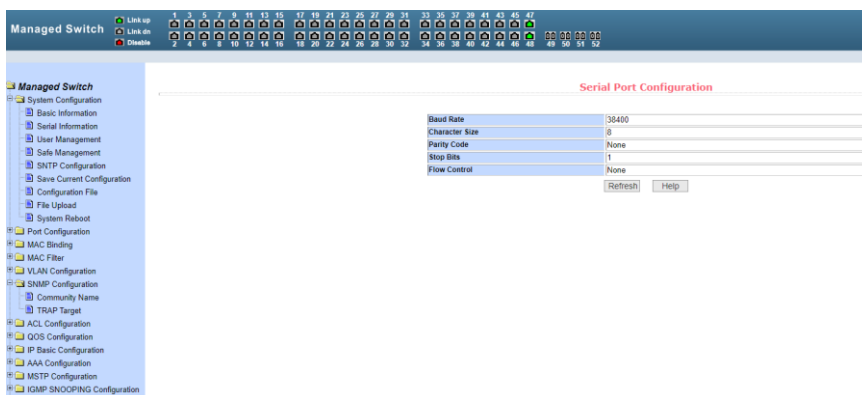 Managed Switch
Link up
Link dn
Disable
1 3 5 7 9 11 13 15 17 19 21 23 25 27 29 31 33 35 37 39 41 43 45 47
2 4 6 8 10 12 14 16 18 20 22 24 26 28 30 32 34 36 38 40 42 44 46 48 49 50 51 52
Managed Switch
System Configuration
Basic Information
Serial Information
User Management
Safe Management
SNTP Configuration
Save Current Configuration
Configuration File
File Upload
System Reboot
Port Configuration
MAC Binding
MAC Filter
VLAN Configuration
SNMP Configuration
Community Name
TRAP Target
ACL Configuration
QOS Configuration
IP Basic Configuration
AAA Configuration
MSTP Configuration
IGMP SNOOPING Configuration
Serial Port Configuration
Baud Rate 38400
Character Size 8
Parity Code None
Stop Bits 1
Flow Control None
Refresh Help